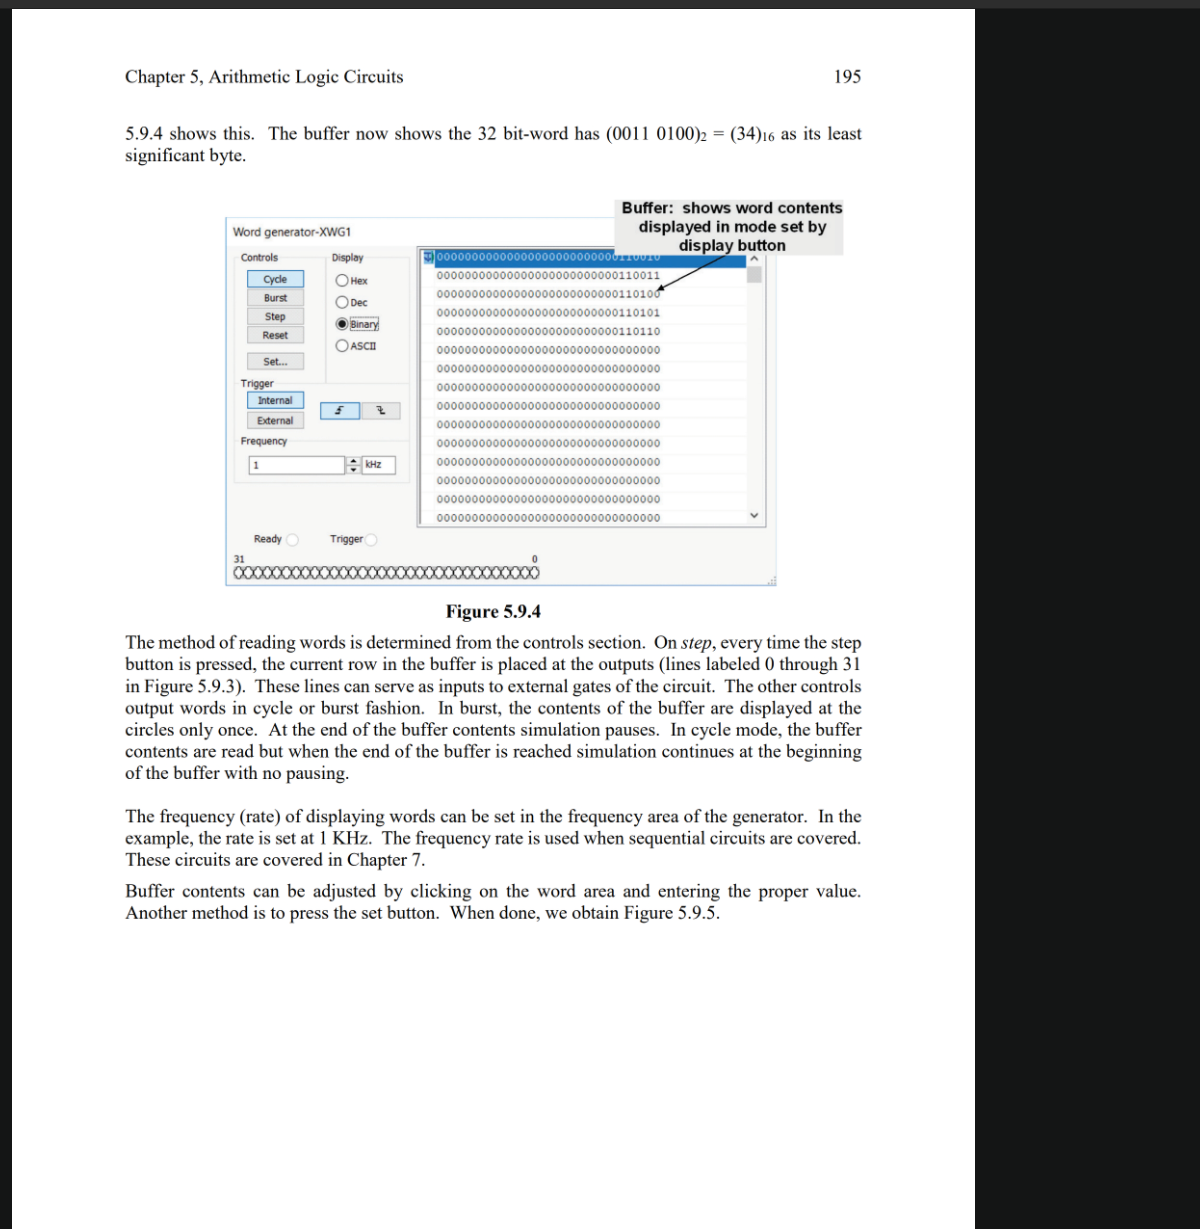 Chapter 5, Arithmetic Logic Circuits 195
5.9.4 shows this. The buffer now shows the 32 bit-word has (0011 0100)2 = (34)16 as its least
significant byte.
Buffer: shows word contents
displayed in mode set by
display button
Word generator-XWG1
Controls
Cycle
Burst
Step
Reset
Set...
Display
Hex
Dec
Binary
ASCII
Trigger
Internal
External
Frequency
1 kHz
00000000000000000000000000110010
00000000000000000000000000110011
00000000000000000000000000110100
00000000000000000000000000110101
00000000000000000000000000110110
00000000000000000000000000000000
00000000000000000000000000000000
00000000000000000000000000000000
00000000000000000000000000000000
00000000000000000000000000000000
00000000000000000000000000000000
00000000000000000000000000000000
00000000000000000000000000000000
00000000000000000000000000000000
00000000000000000000000000000000
Ready Trigger
31 0
Figure 5.9.4
The method of reading words is determined from the controls section. On step, every time the step
button is pressed, the current row in the buffer is placed at the outputs (lines labeled 0 through 31
in Figure 5.9.3). These lines can serve as inputs to external gates of the circuit. The other controls
output words in cycle or burst fashion. In burst, the contents of the buffer are displayed at the
circles only once. At the end of the buffer contents simulation pauses. In cycle mode, the buffer
contents are read but when the end of the buffer is reached simulation continues at the beginning
of the buffer with no pausing.
The frequency (rate) of displaying words can be set in the frequency area of the generator. In the
example, the rate is set at 1 KHz. The frequency rate is used when sequential circuits are covered.
These circuits are covered in Chapter 7.
Buffer contents can be adjusted by clicking on the word area and entering the proper value.
Another method is to press the set button. When done, we obtain Figure 5.9.5.